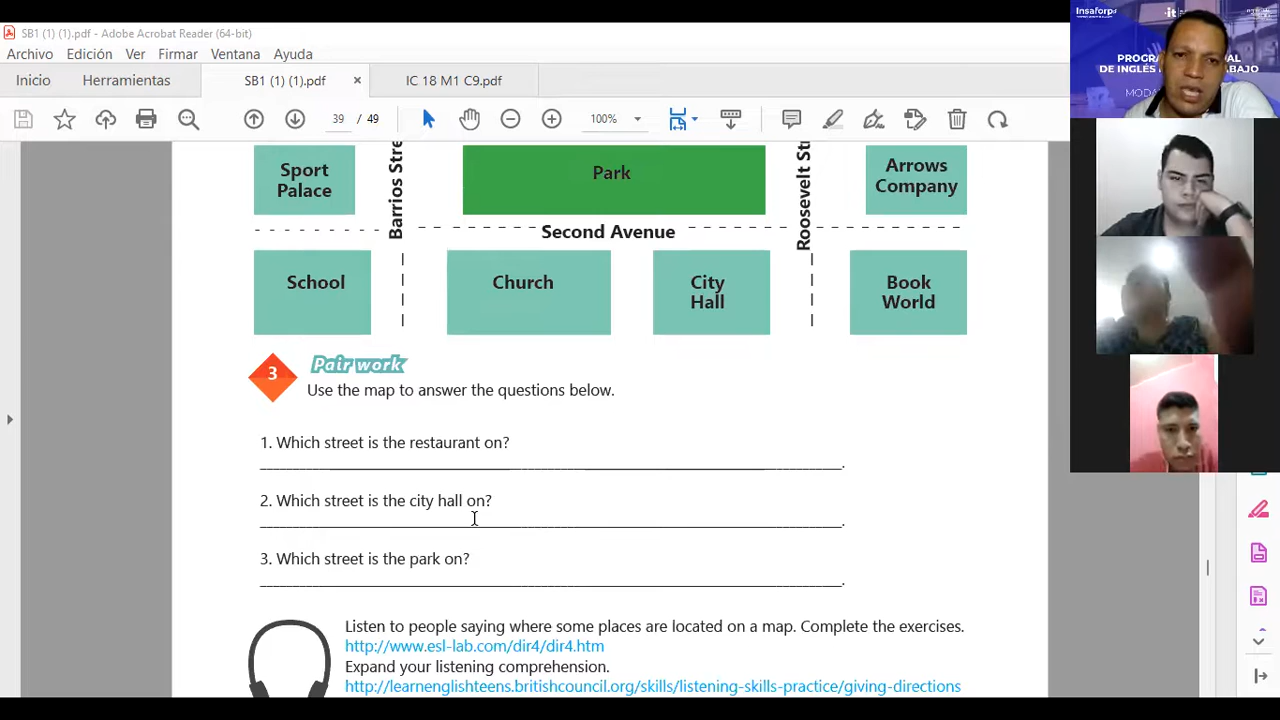 SB1 (1) (1).pdf - Adobe Acrobat Reader (64-bit)
Archivo Edición Ver Firmar Ventana Ayuda
Inicio Herramientas SB1 (1) (1).pdf × IC 18 M1 C9.pdf
39 / 49 100%
Insaforp
DE INGLÉS
Sport
Palace
Barrios Stre
Park
Roosevelt St
Arrows
Company
Second Avenue
School
Church
City
Hall
Book
World
3 Pair work
Use the map to answer the questions below.
1. Which street is the restaurant on?
2. Which street is the city hall on?
3. Which street is the park on?
Listen to people saying where some places are located on a map. Complete the exercises.
http://www.esl-lab.com/dir4/dir4.htm
Expand your listening comprehension.
http://learnenglishteens.britishcouncil.org/skills/listening-skills-practice/giving-directions